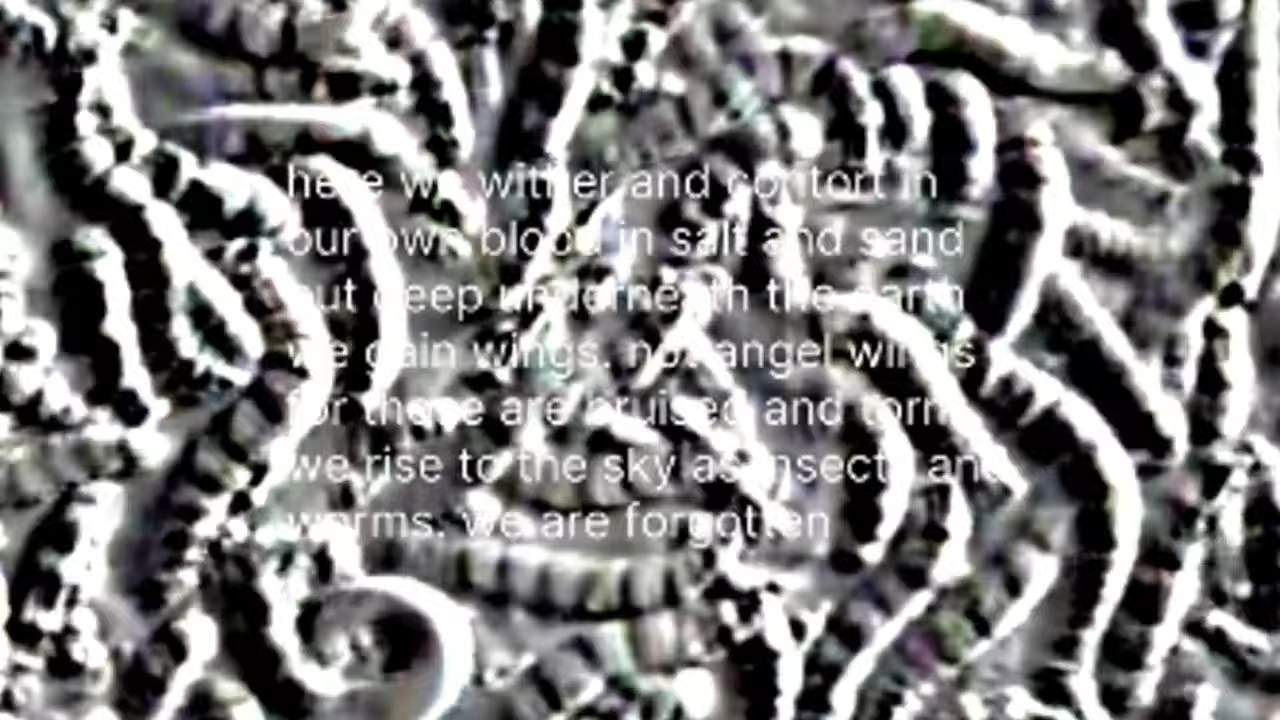 here we wither and contort in
our own blood in salt and sand
but deep underneath the earth
we gain wings. not angel wings
for those are bruised and torn
we rise to the sky as insects and
worms. we are forgotten